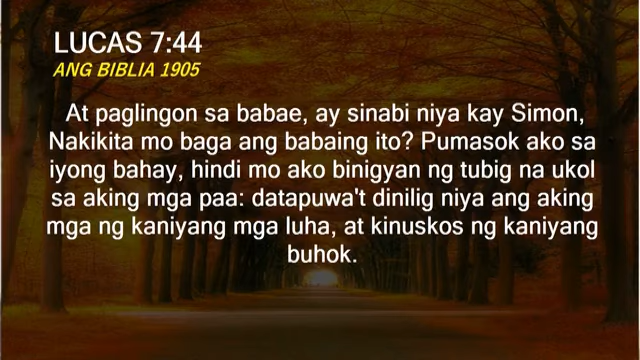 LUCAS 7:44
ANG BIBLIA 1905
At paglingon sa babae, ay sinabi niya kay Simon,
Nakikita mo baga ang babaing ito? Pumasok ako sa
iyong bahay, hindi mo ako binigyan ng tubig na ukol
sa aking mga paa: datapuwa't dinilig niya ang aking
mga ng kaniyang mga luha, at kinuskos ng kaniyang
buhok.